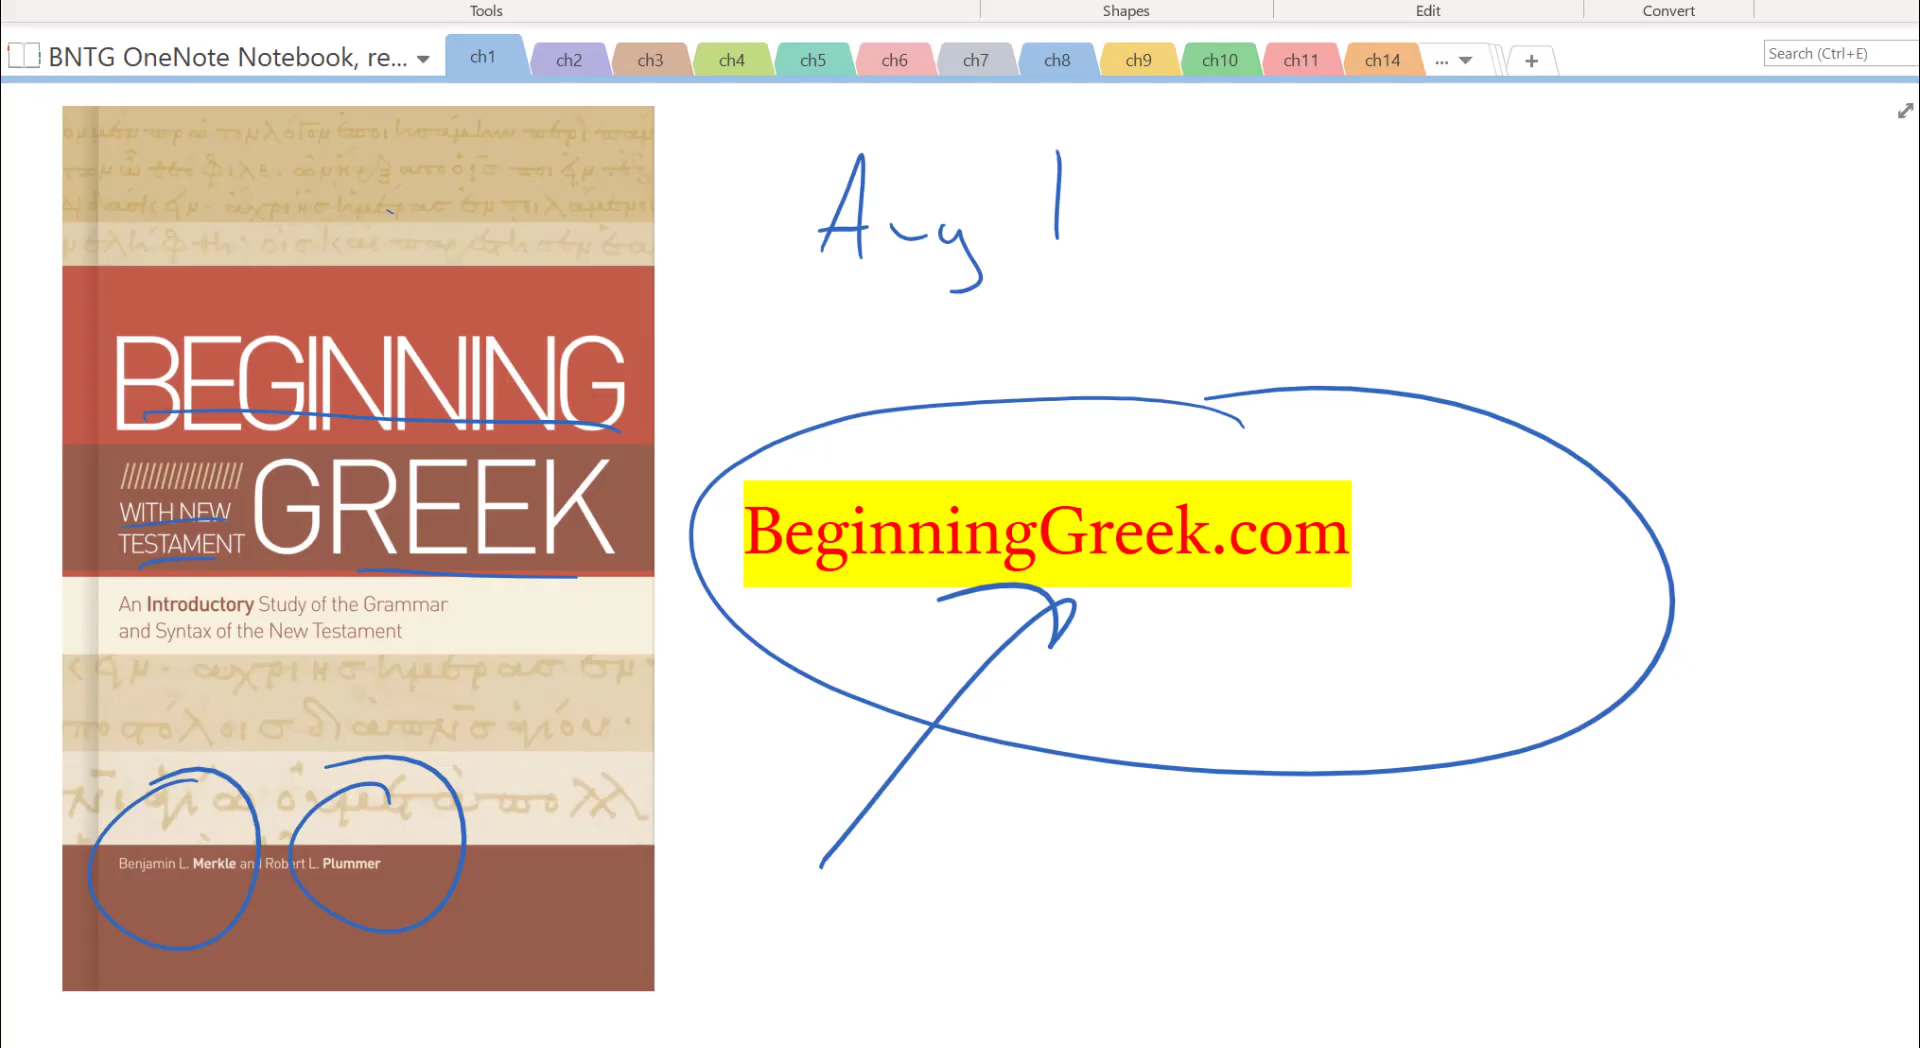 Tools Shapes Edit Convert
BNTG OneNote Notebook, re... ch1 ch2 ch3 ch4 ch5 ch6 ch7 ch8 ch9 ch10 ch11 ch14 ... + Search (Ctrl+E)
BEGINNING
WITH NEW
TESTAMENT
GREEK
An Introductory Study of the Grammar
and Syntax of the New Testament
Benjamin L. Merkle and Robert L. Plummer
Aug 1
BeginningGreek.com